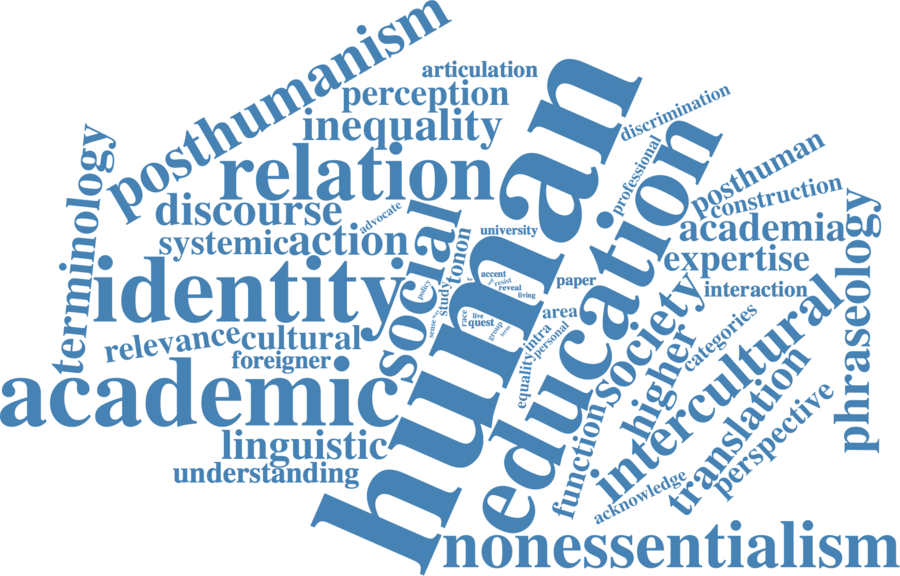 posthumanism
articulation
perception
inequality
discrimination
relation
human
education
professional
posthuman
construction
terminology
discourse
advocate
systemic
action
social
university
academia
phraseology
identity
tonon
expertise
accent
resist
reveal
living
paper
interaction
policy
study
area
society
race
live
quest
group
sense
intra
personal
relevance
cultural
foreigner
equality
higher
categories
intercultural
academic
linguistic
understanding
function
translation
perspective
acknowledge
nonessentialism